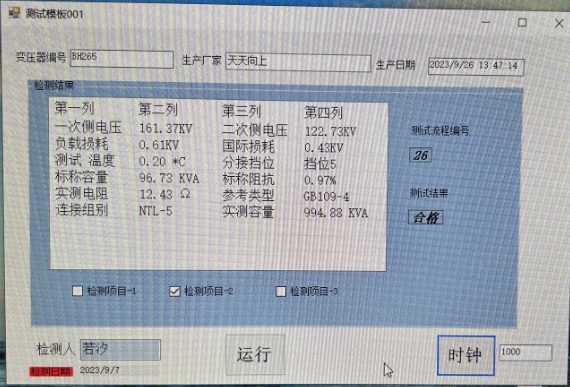 测试模板001
变压器编号 BH265 生产厂家 天天向上 生产日期 2023/9/26 13:47:14
检测结果
第一列 第二列 第三列 第四列
一次侧电压 161.37KV 二次侧电压 122.73KV
负载损耗 0.61KV 国际损耗 0.43KV
测试 温度 0.20 *C 分接挡位 挡位5
标称容量 96.73 KVA 标称阻抗 0.97%
实测电阻 12.43 Ω 参考类型 GB109-4
连接组别 NTL-5 实测容量 994.88 KVA
测试流程编号
26
测试结果
合格
检测项目-1 检测项目-2 检测项目-3
检测人 若汐 运行 时钟 1000
检测日期 2023/9/7